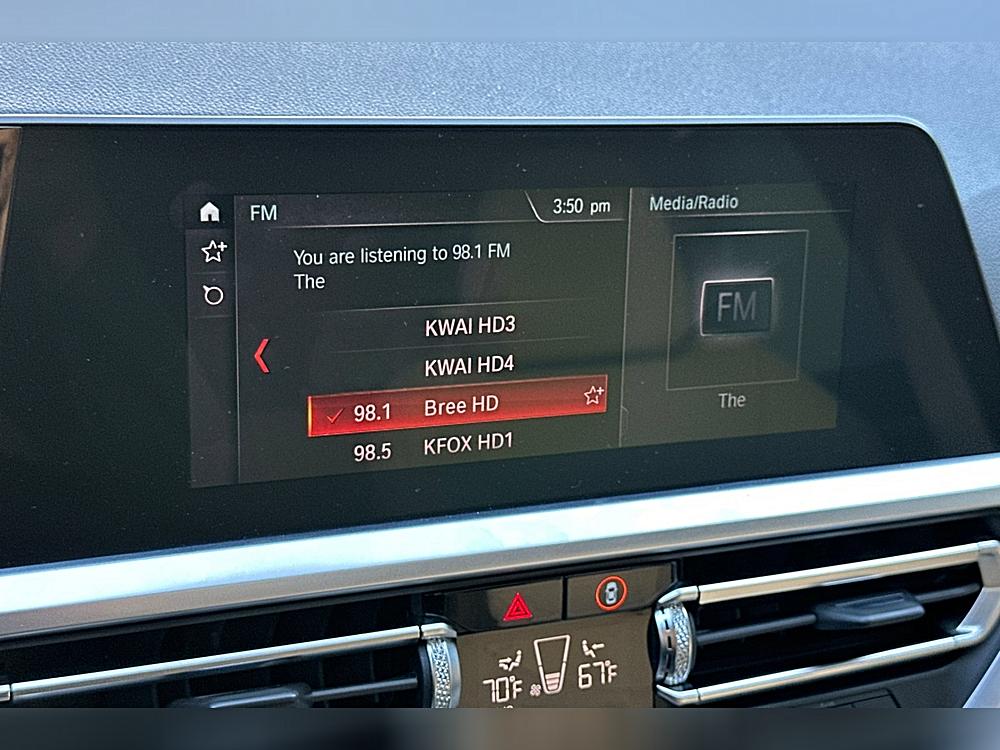 FM
3:50 pm
Media/Radio
You are listening to 98.1 FM
The
KWAI HD3
KWAI HD4
98.1 Bree HD
98.5 KFOX HD1
FM
The
70°F
67°F